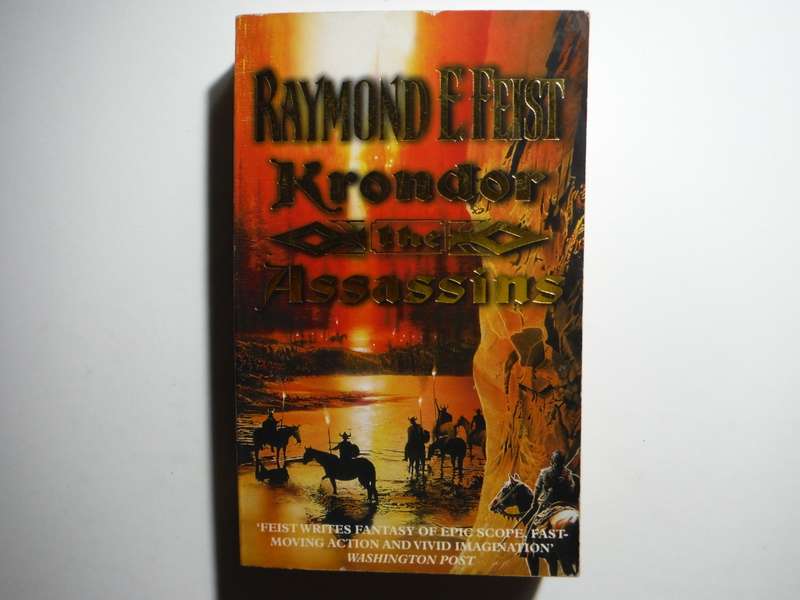 RAYMOND E. FEIST
Krondor
the
Assassins
'FEIST WRITES FANTASY OF EPIC SCOPE, FAST-
MOVING ACTION AND VIVID IMAGINATION'
WASHINGTON POST